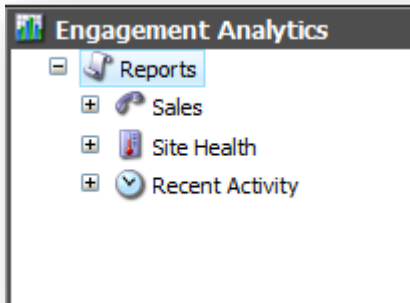 Engagement Analytics
Reports
Sales
Site Health
Recent Activity